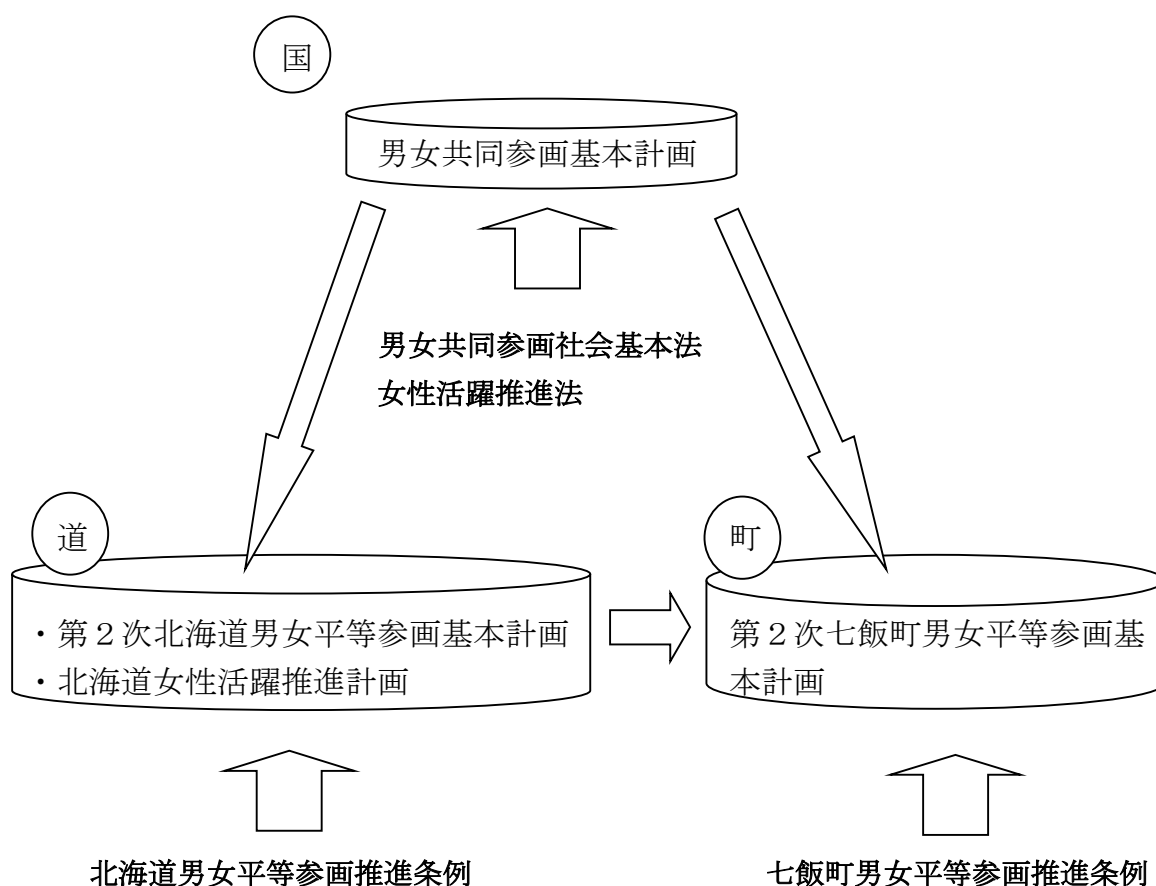 国
男女共同参画基本計画
男女共同参画社会基本法
女性活躍推進法
道
・第２次北海道男女平等参画基本計画
・北海道女性活躍推進計画
町
第２次七飯町男女平等参画基
本計画
北海道男女平等参画推進条例
七飯町男女平等参画推進条例